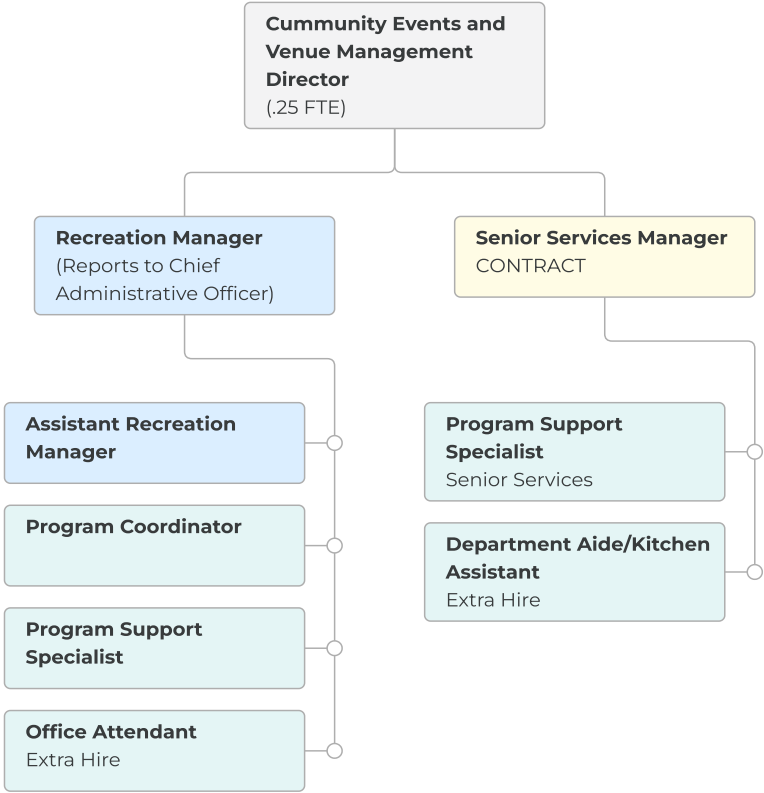 Cummunity Events and
Venue Management
Director
(.25 FTE)
Recreation Manager
(Reports to Chief
Administrative Officer)
Senior Services Manager
CONTRACT
Assistant Recreation
Manager
Program Coordinator
Program Support
Specialist
Office Attendant
Extra Hire
Program Support
Specialist
Senior Services
Department Aide/Kitchen
Assistant
Extra Hire